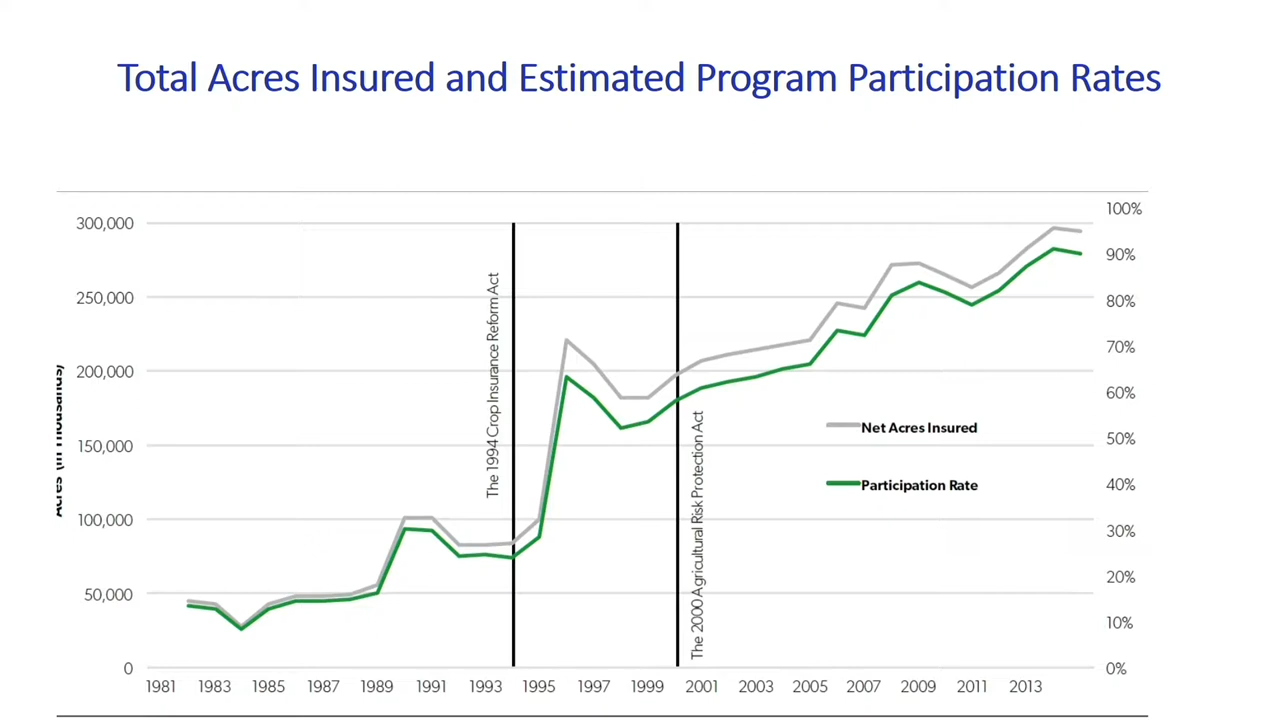 Total Acres Insured and Estimated Program Participation Rates
300,000
250,000
200,000
150,000
100,000
50,000
0
Acres (in Thousands)
100%
90%
80%
70%
60%
50%
40%
30%
20%
10%
0%
The 1994 Crop Insurance Reform Act
The 2000 Agricultural Risk Protection Act
Net Acres Insured
Participation Rate
1981 1983 1985 1987 1989 1991 1993 1995 1997 1999 2001 2003 2005 2007 2009 2011 2013